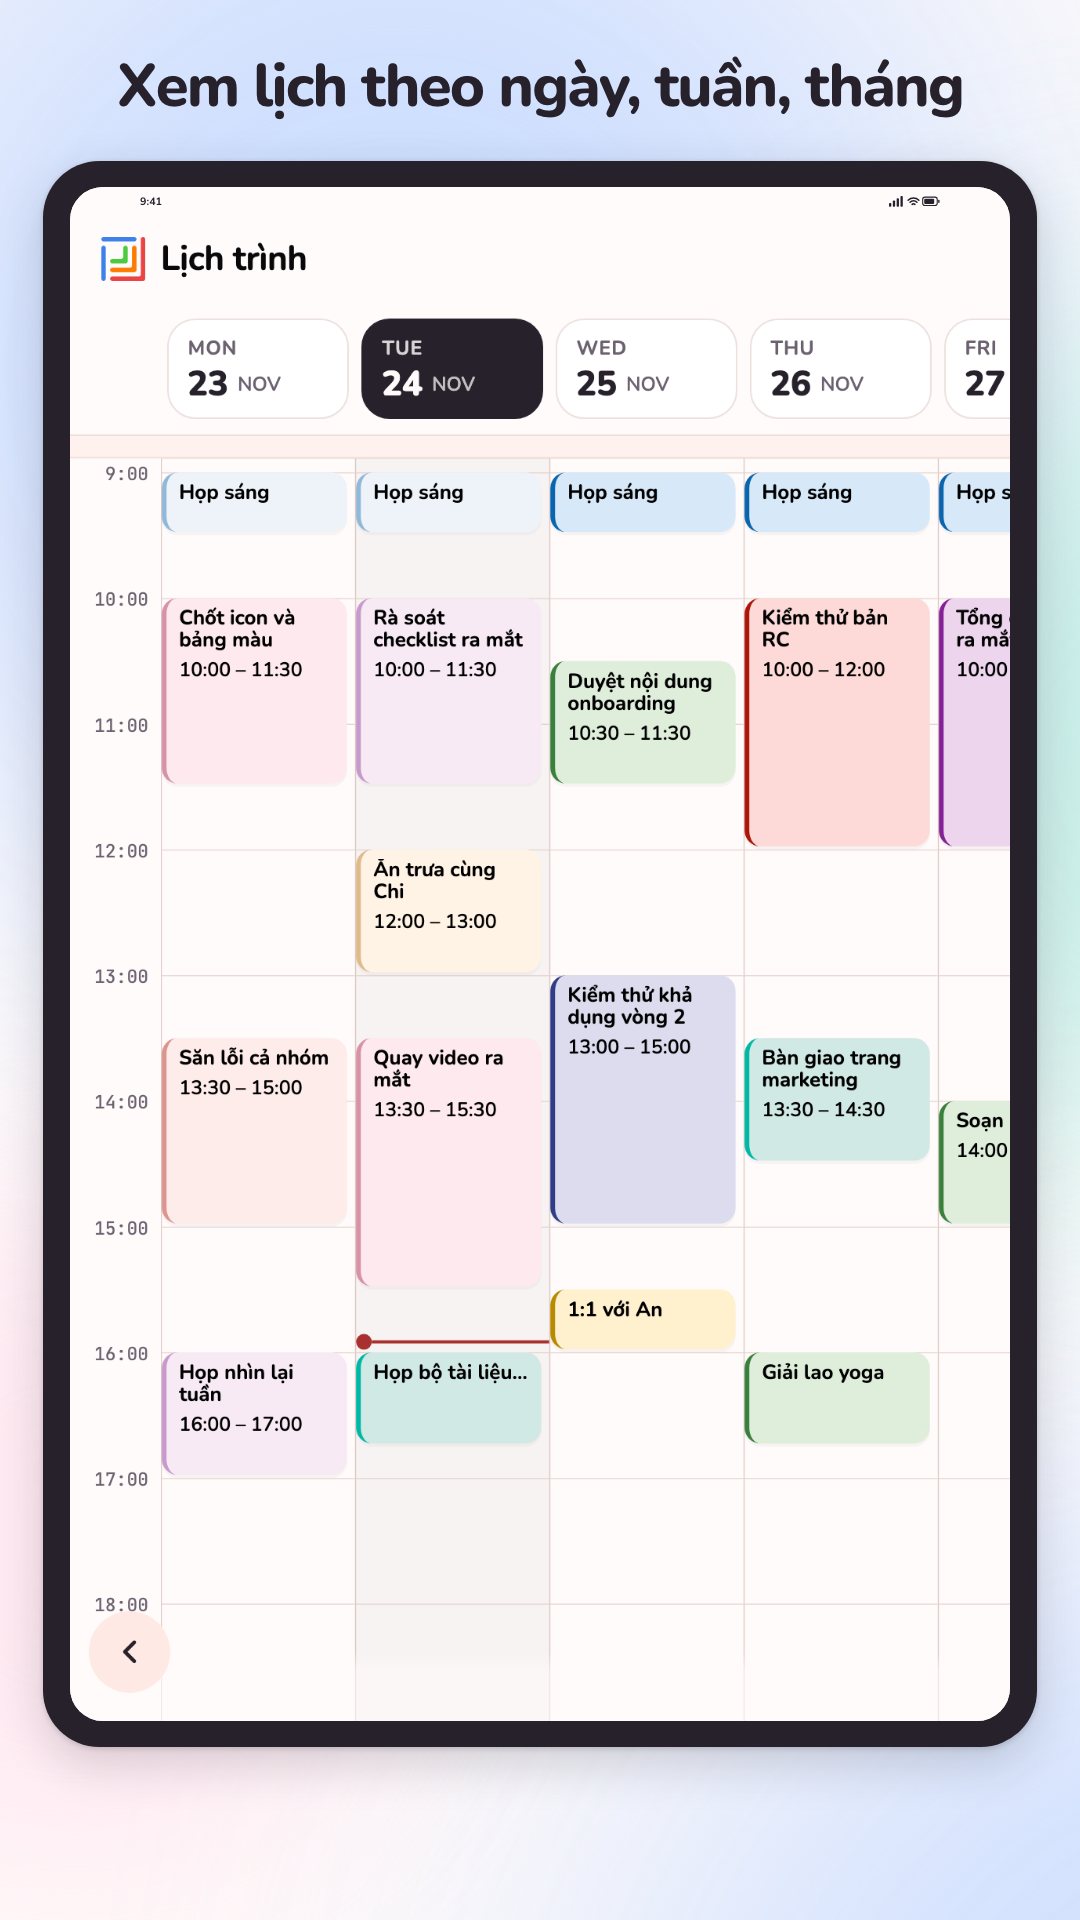 Xem lịch theo ngày, tuần, tháng
9:41
Lịch trình
MON
23 NOV
TUE
24 NOV
WED
25 NOV
THU
26 NOV
FRI
27
9:00
Họp sáng
Họp sáng
Họp sáng
Họp sáng
Họp s
10:00
Chốt icon và
bảng màu
10:00 – 11:30
Rà soát
checklist ra mắt
10:00 – 11:30
Duyệt nội dung
onboarding
10:30 – 11:30
Kiểm thử bản
RC
10:00 – 12:00
Tổng
ra mắ
10:00
11:00
12:00
Ăn trưa cùng
Chi
12:00 – 13:00
13:00
Kiểm thử khả
dụng vòng 2
13:00 – 15:00
Săn lỗi cả nhóm
13:30 – 15:00
Quay video ra
mắt
13:30 – 15:30
Bàn giao trang
marketing
13:30 – 14:30
14:00
Soạn
14:00
15:00
1:1 với An
16:00
Họp nhìn lại
tuần
16:00 – 17:00
Họp bộ tài liệu...
Giải lao yoga
17:00
18:00